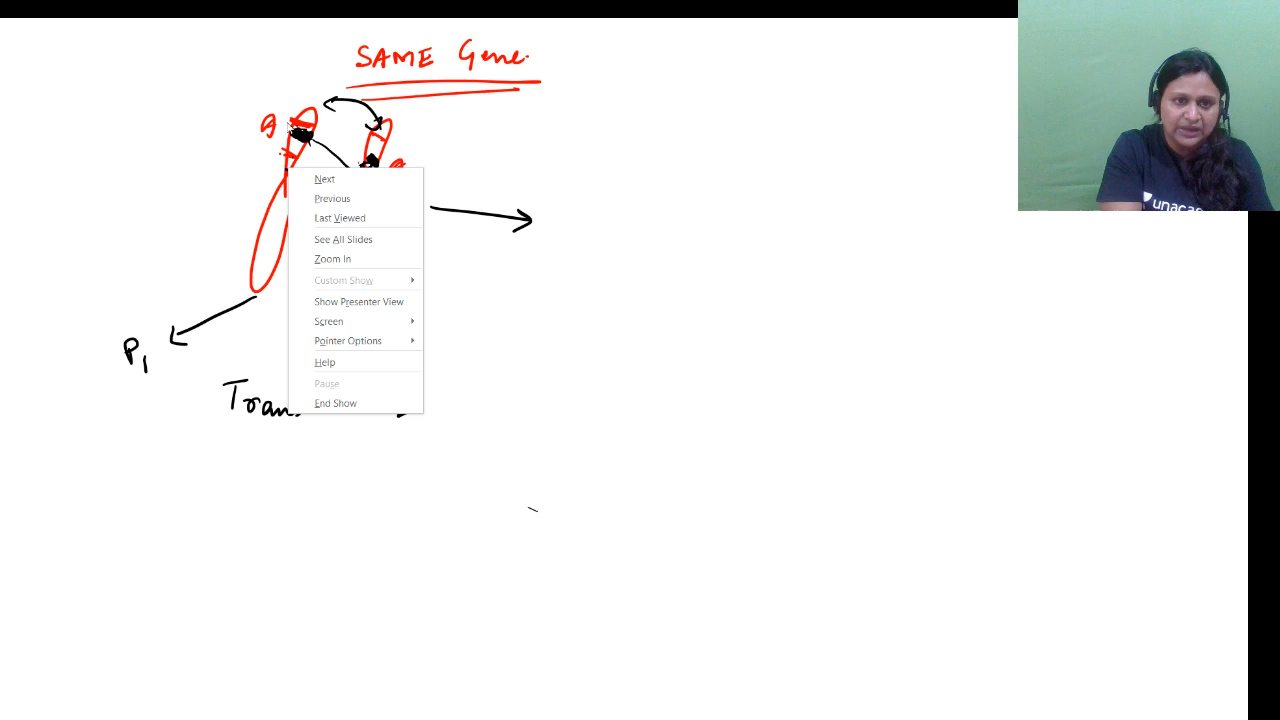 SAME Gene.
a
Next
Previous
Last Viewed
See All Slides
Zoom In
Custom Show
Show Presenter View
Screen
Pointer Options
Help
Pause
End Show
P1
Tran
unaca